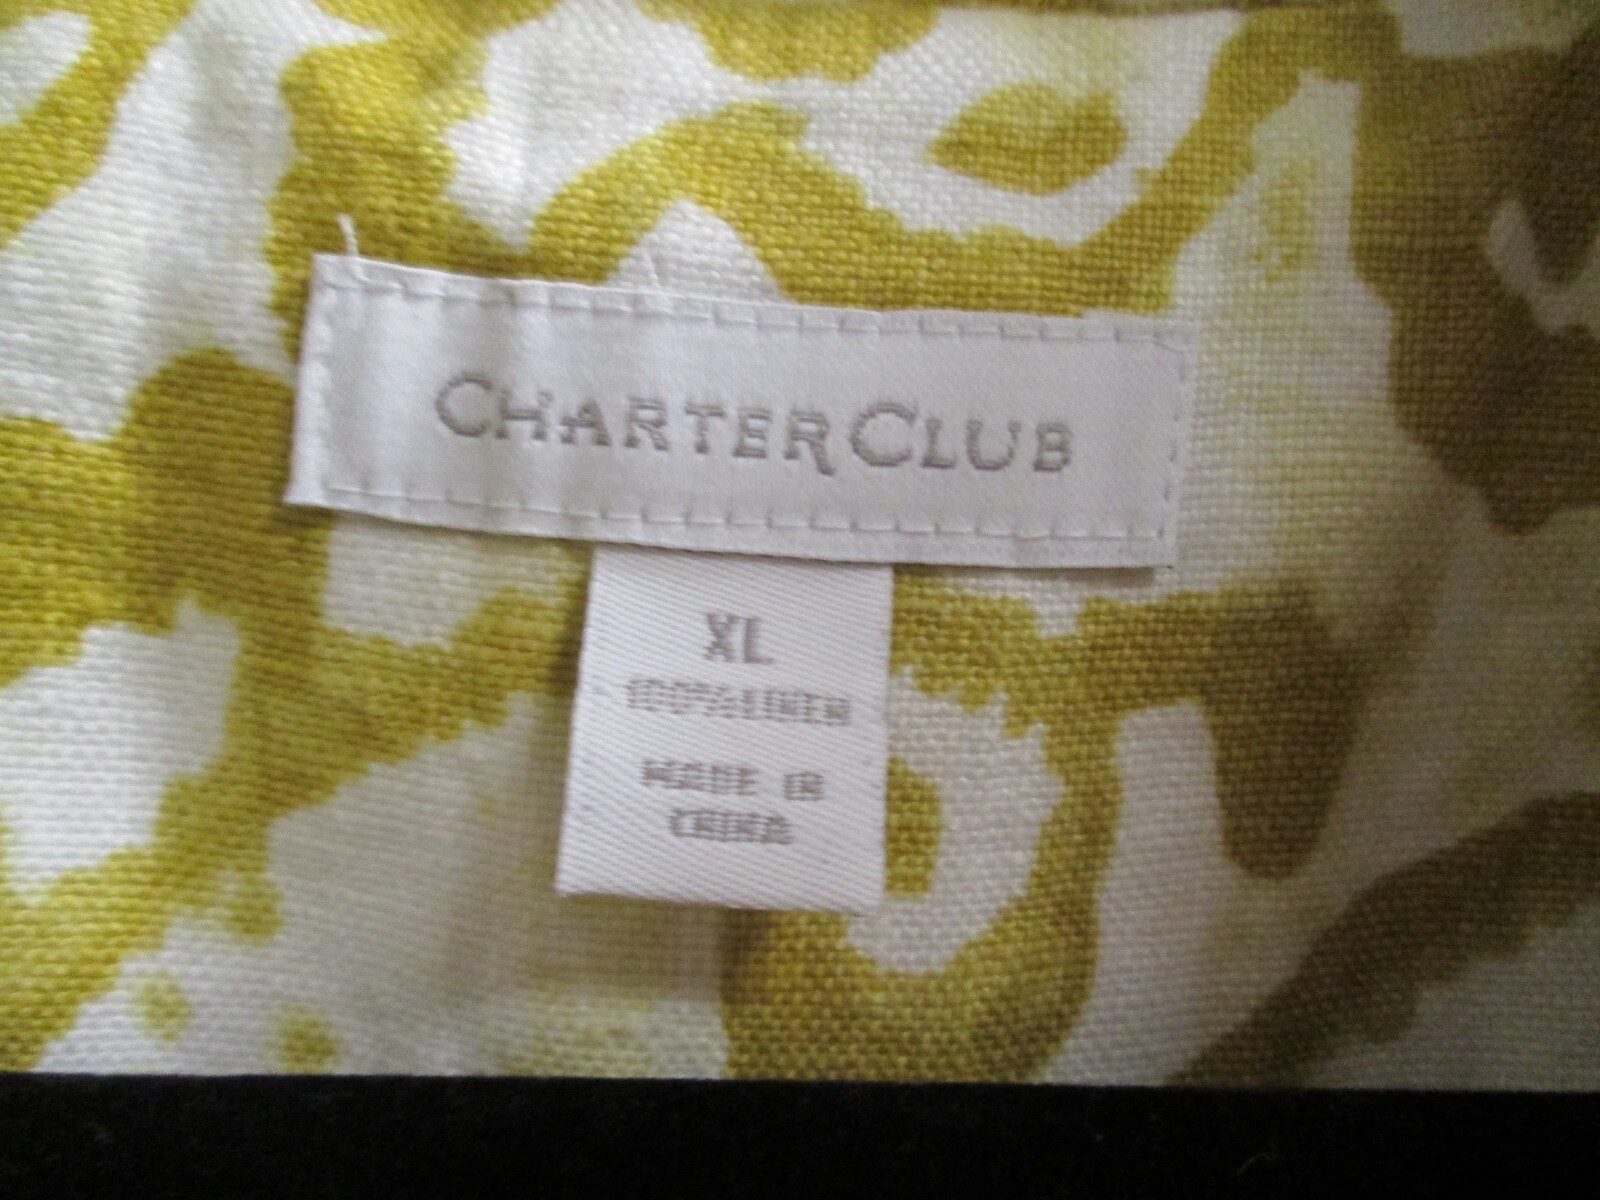 CHARTER CLUB
XL
100% LINEN
MADE IN
CHINA